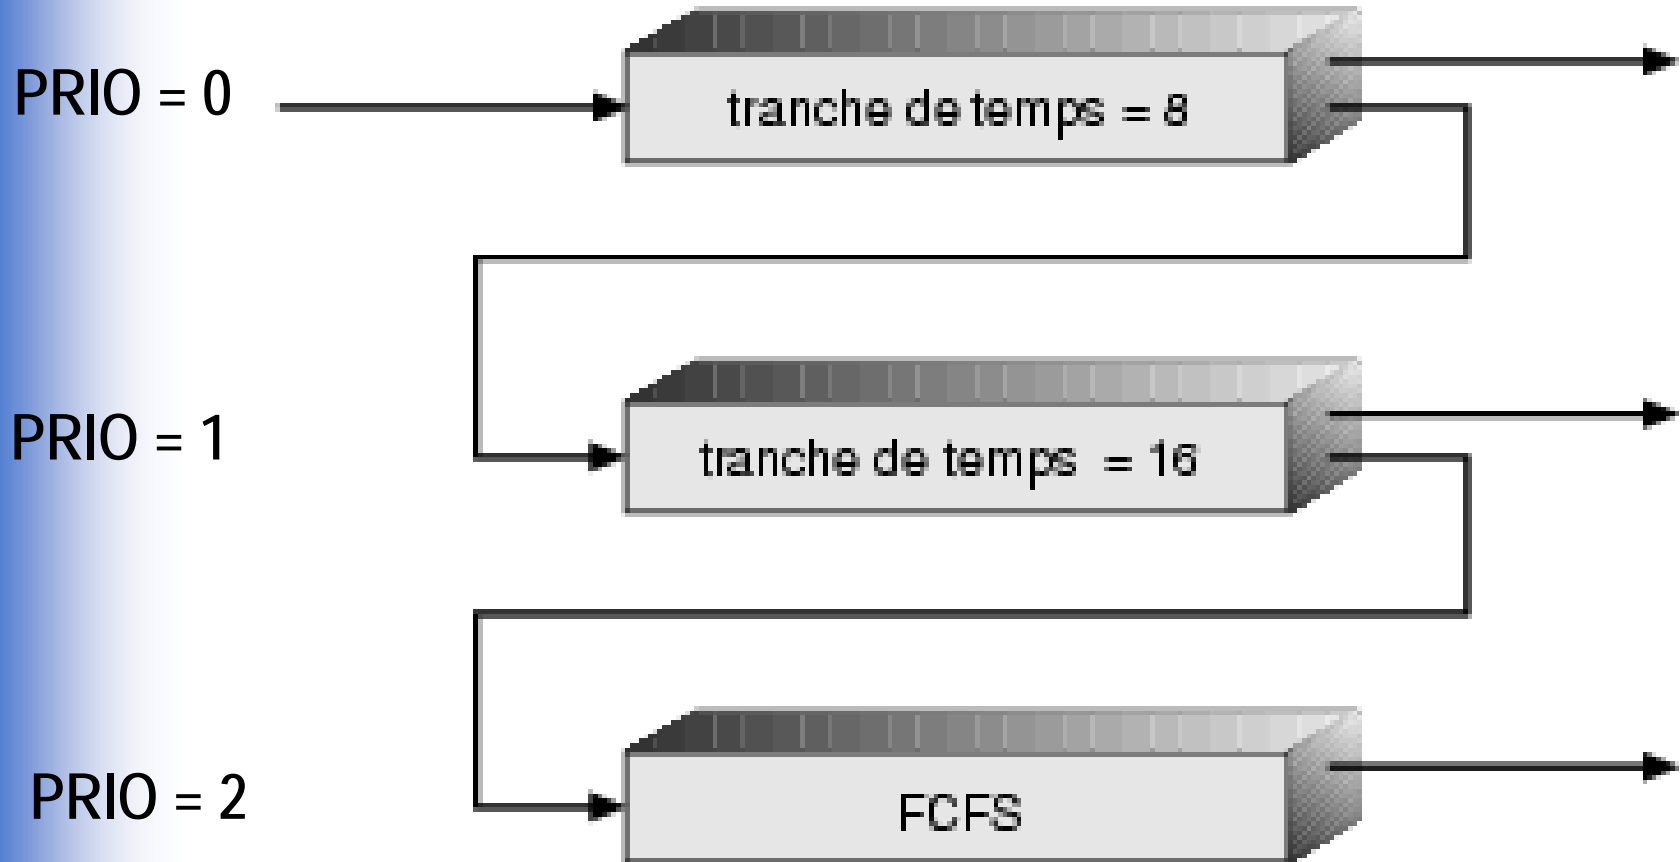 PRIO = 0
tranche de temps = 8
PRIO = 1
tranche de temps = 16
PRIO = 2
FCFS